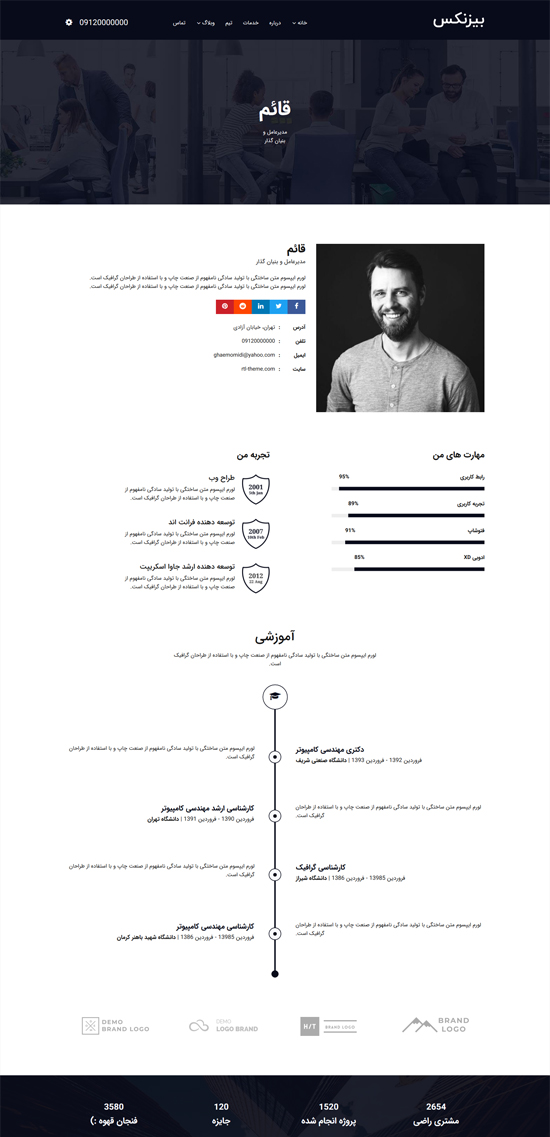 بیزنکس
خانه درباره خدمات تیم وبلاگ تماس
09120000000
قائم
مدیرعامل و
بنیان گذار
قائم
مدیرعامل و بنیان گذار
لورم ایپسوم متن ساختگی با تولید سادگی نامفهوم از صنعت چاپ و با استفاده از طراحان گرافیک است.
لورم ایپسوم متن ساختگی با تولید سادگی نامفهوم از صنعت چاپ و با استفاده از طراحان گرافیک است.
آدرس : تهران، خیابان آزادی
تلفن : 09120000000
ایمیل : ghaemomidi@yahoo.com
سایت : rtl-theme.com
مهارت های من
رابط کاربری 95%
تجربه کاربری 89%
فتوشاپ 91%
ادوبی XD 85%
تجربه من
2001
5th Jan
طراح وب
لورم ایپسوم متن ساختگی با تولید سادگی نامفهوم از
صنعت چاپ و با استفاده از طراحان گرافیک است.
2007
10th Feb
توسعه دهنده فرانت اند
لورم ایپسوم متن ساختگی با تولید سادگی نامفهوم از
صنعت چاپ و با استفاده از طراحان گرافیک است.
2012
22 Aug
توسعه دهنده ارشد جاوا اسکریپت
لورم ایپسوم متن ساختگی با تولید سادگی نامفهوم از
صنعت چاپ و با استفاده از طراحان گرافیک است.
آموزشی
لورم ایپسوم متن ساختگی با تولید سادگی نامفهوم از صنعت چاپ و با استفاده از طراحان گرافیک
است.
دکتری مهندسی کامپیوتر
فروردین 1392 - فروردین 1393 | دانشگاه صنعتی شریف
لورم ایپسوم متن ساختگی با تولید سادگی نامفهوم از صنعت چاپ و با استفاده از طراحان
گرافیک است.
لورم ایپسوم متن ساختگی با تولید سادگی نامفهوم از صنعت چاپ و با استفاده از طراحان
گرافیک است.
کارشناسی ارشد مهندسی کامپیوتر
فروردین 1390 - فروردین 1391 | دانشگاه تهران
کارشناسی گرافیک
فروردین 13985 - فروردین 1386 | دانشگاه شیراز
لورم ایپسوم متن ساختگی با تولید سادگی نامفهوم از صنعت چاپ و با استفاده از طراحان
گرافیک است.
لورم ایپسوم متن ساختگی با تولید سادگی نامفهوم از صنعت چاپ و با استفاده از طراحان
گرافیک است.
کارشناسی مهندسی کامپیوتر
فروردین 13985 - فروردین 1386 | دانشگاه شهید باهنر کرمان
DEMO
BRAND LOGO
DEMO
LOGO BRAND
H/T
BRAND LOGO
BRAND
LOGO
2654
مشتری راضی
1520
پروژه انجام شده
120
جایزه
3580
فنجان قهوه :)